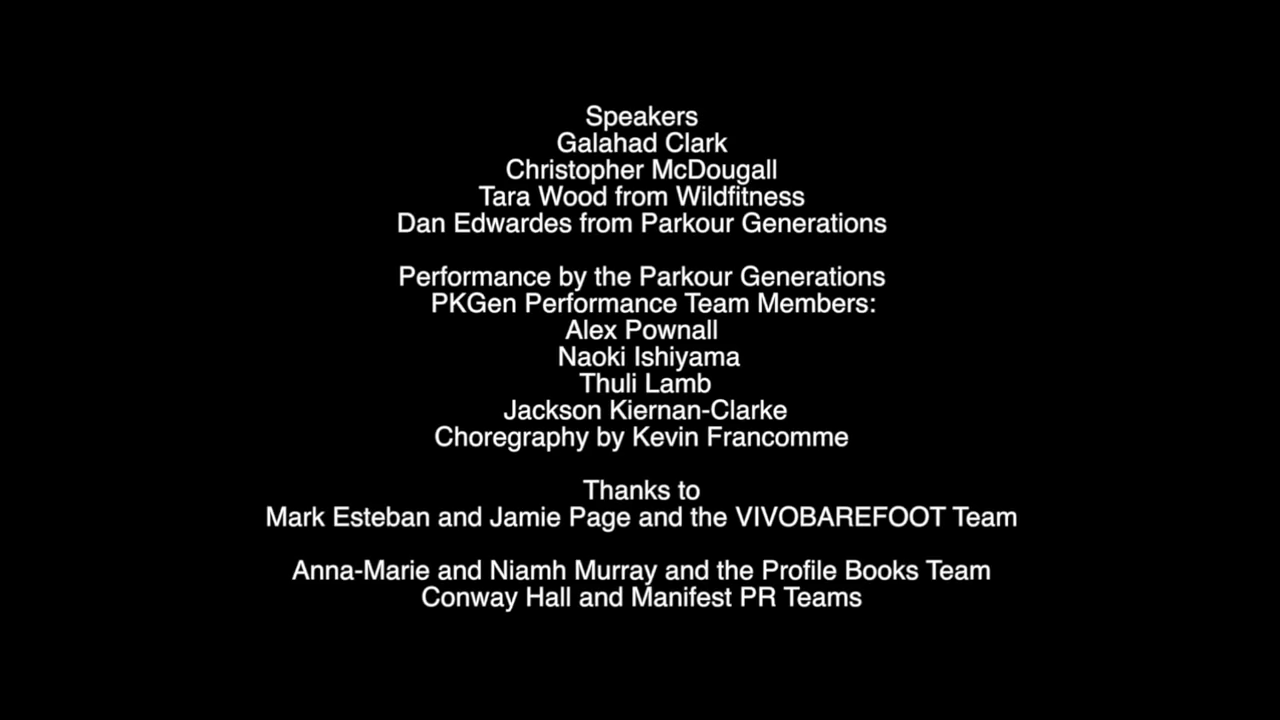 Speakers
Galahad Clark
Christopher McDougall
Tara Wood from Wildfitness
Dan Edwardes from Parkour Generations
Performance by the Parkour Generations
PKGen Performance Team Members:
Alex Pownall
Naoki Ishiyama
Thuli Lamb
Jackson Kiernan-Clarke
Choregraphy by Kevin Francomme
Thanks to
Mark Esteban and Jamie Page and the VIVOBAREFOOT Team
Anna-Marie and Niamh Murray and the Profile Books Team
Conway Hall and Manifest PR Teams